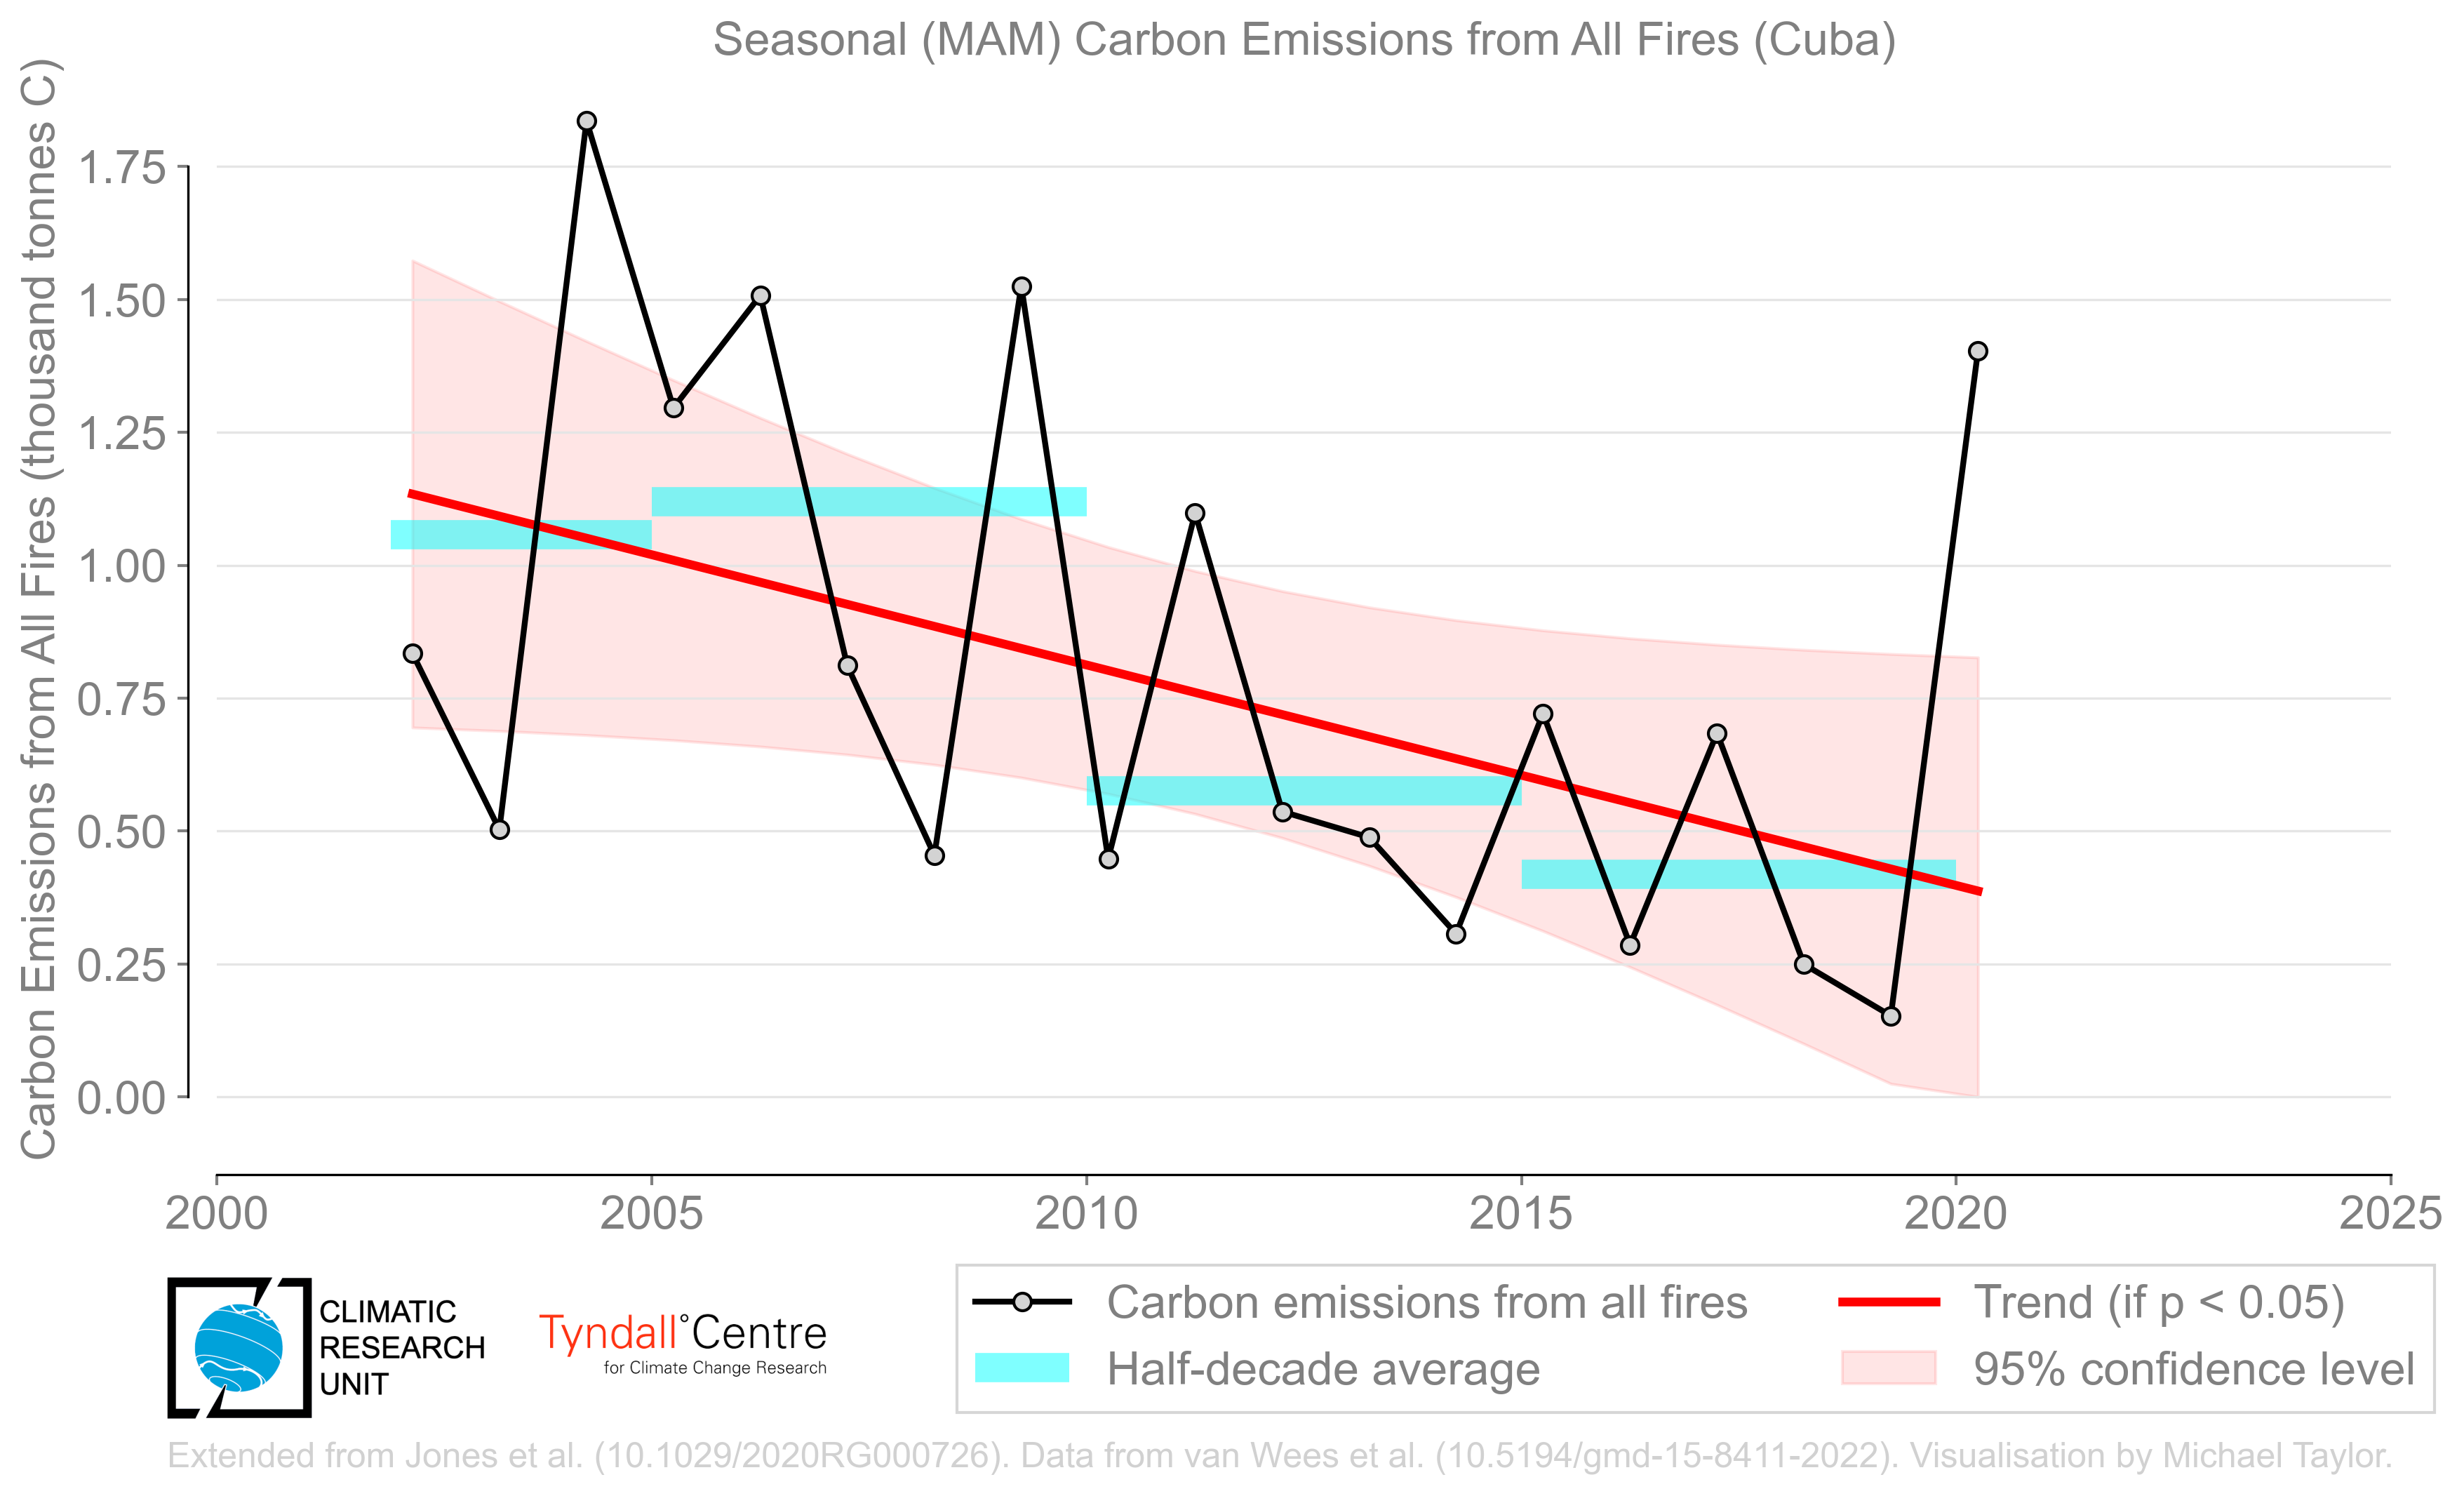 Seasonal (MAM) Carbon Emissions from All Fires (Cuba)
Carbon Emissions from All Fires (thousand tonnes C)
1.75
1.50
1.25
1.00
0.75
0.50
0.25
0.00
2000 2005 2010 2015 2020 2025
CLIMATIC
RESEARCH
UNIT
Tyndall°Centre
for Climate Change Research
Carbon emissions from all fires
Half-decade average
Trend (if p < 0.05)
95% confidence level
Extended from Jones et al. (10.1029/2020RG000726). Data from van Wees et al. (10.5194/gmd-15-8411-2022). Visualisation by Michael Taylor.